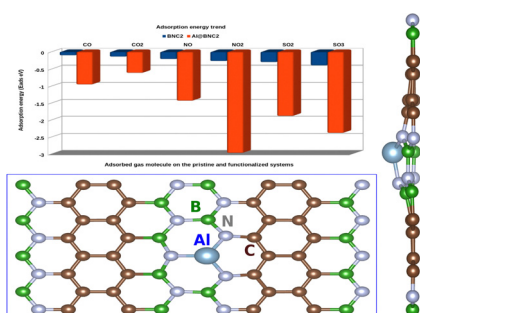 Adsorption energy trend
BNC2 Al@BNC2
CO CO2 NO NO2 SO2 SO3
Adsorption energy (Eads eV)
0
-0.5
-1
-1.5
-2
-2.5
-3
Adsorbed gas molecule on the pristine and functionalized systems
B
N
Al
C